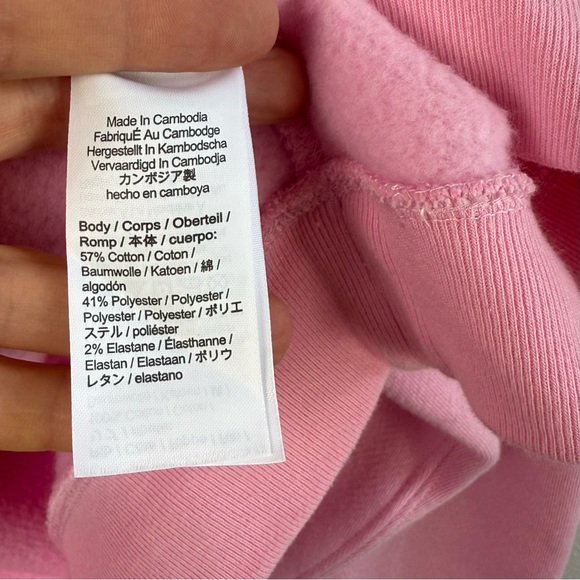 Made In Cambodia
FabriquÉ Au Cambodge
Hergestellt In Kambodscha
Vervaardigd In Cambodja
カンボジア製
hecho en camboya
Body / Corps / Oberteil /
Romp / 本体 / cuerpo:
57% Cotton / Coton /
Baumwolle / Katoen / 綿 /
algodón
41% Polyester / Polyester /
Polyester / Polyester / ポリエ
ステル / poliéster
2% Elastane / Élasthanne /
Elastan / Elastaan / ポリウ
レタン / elastano